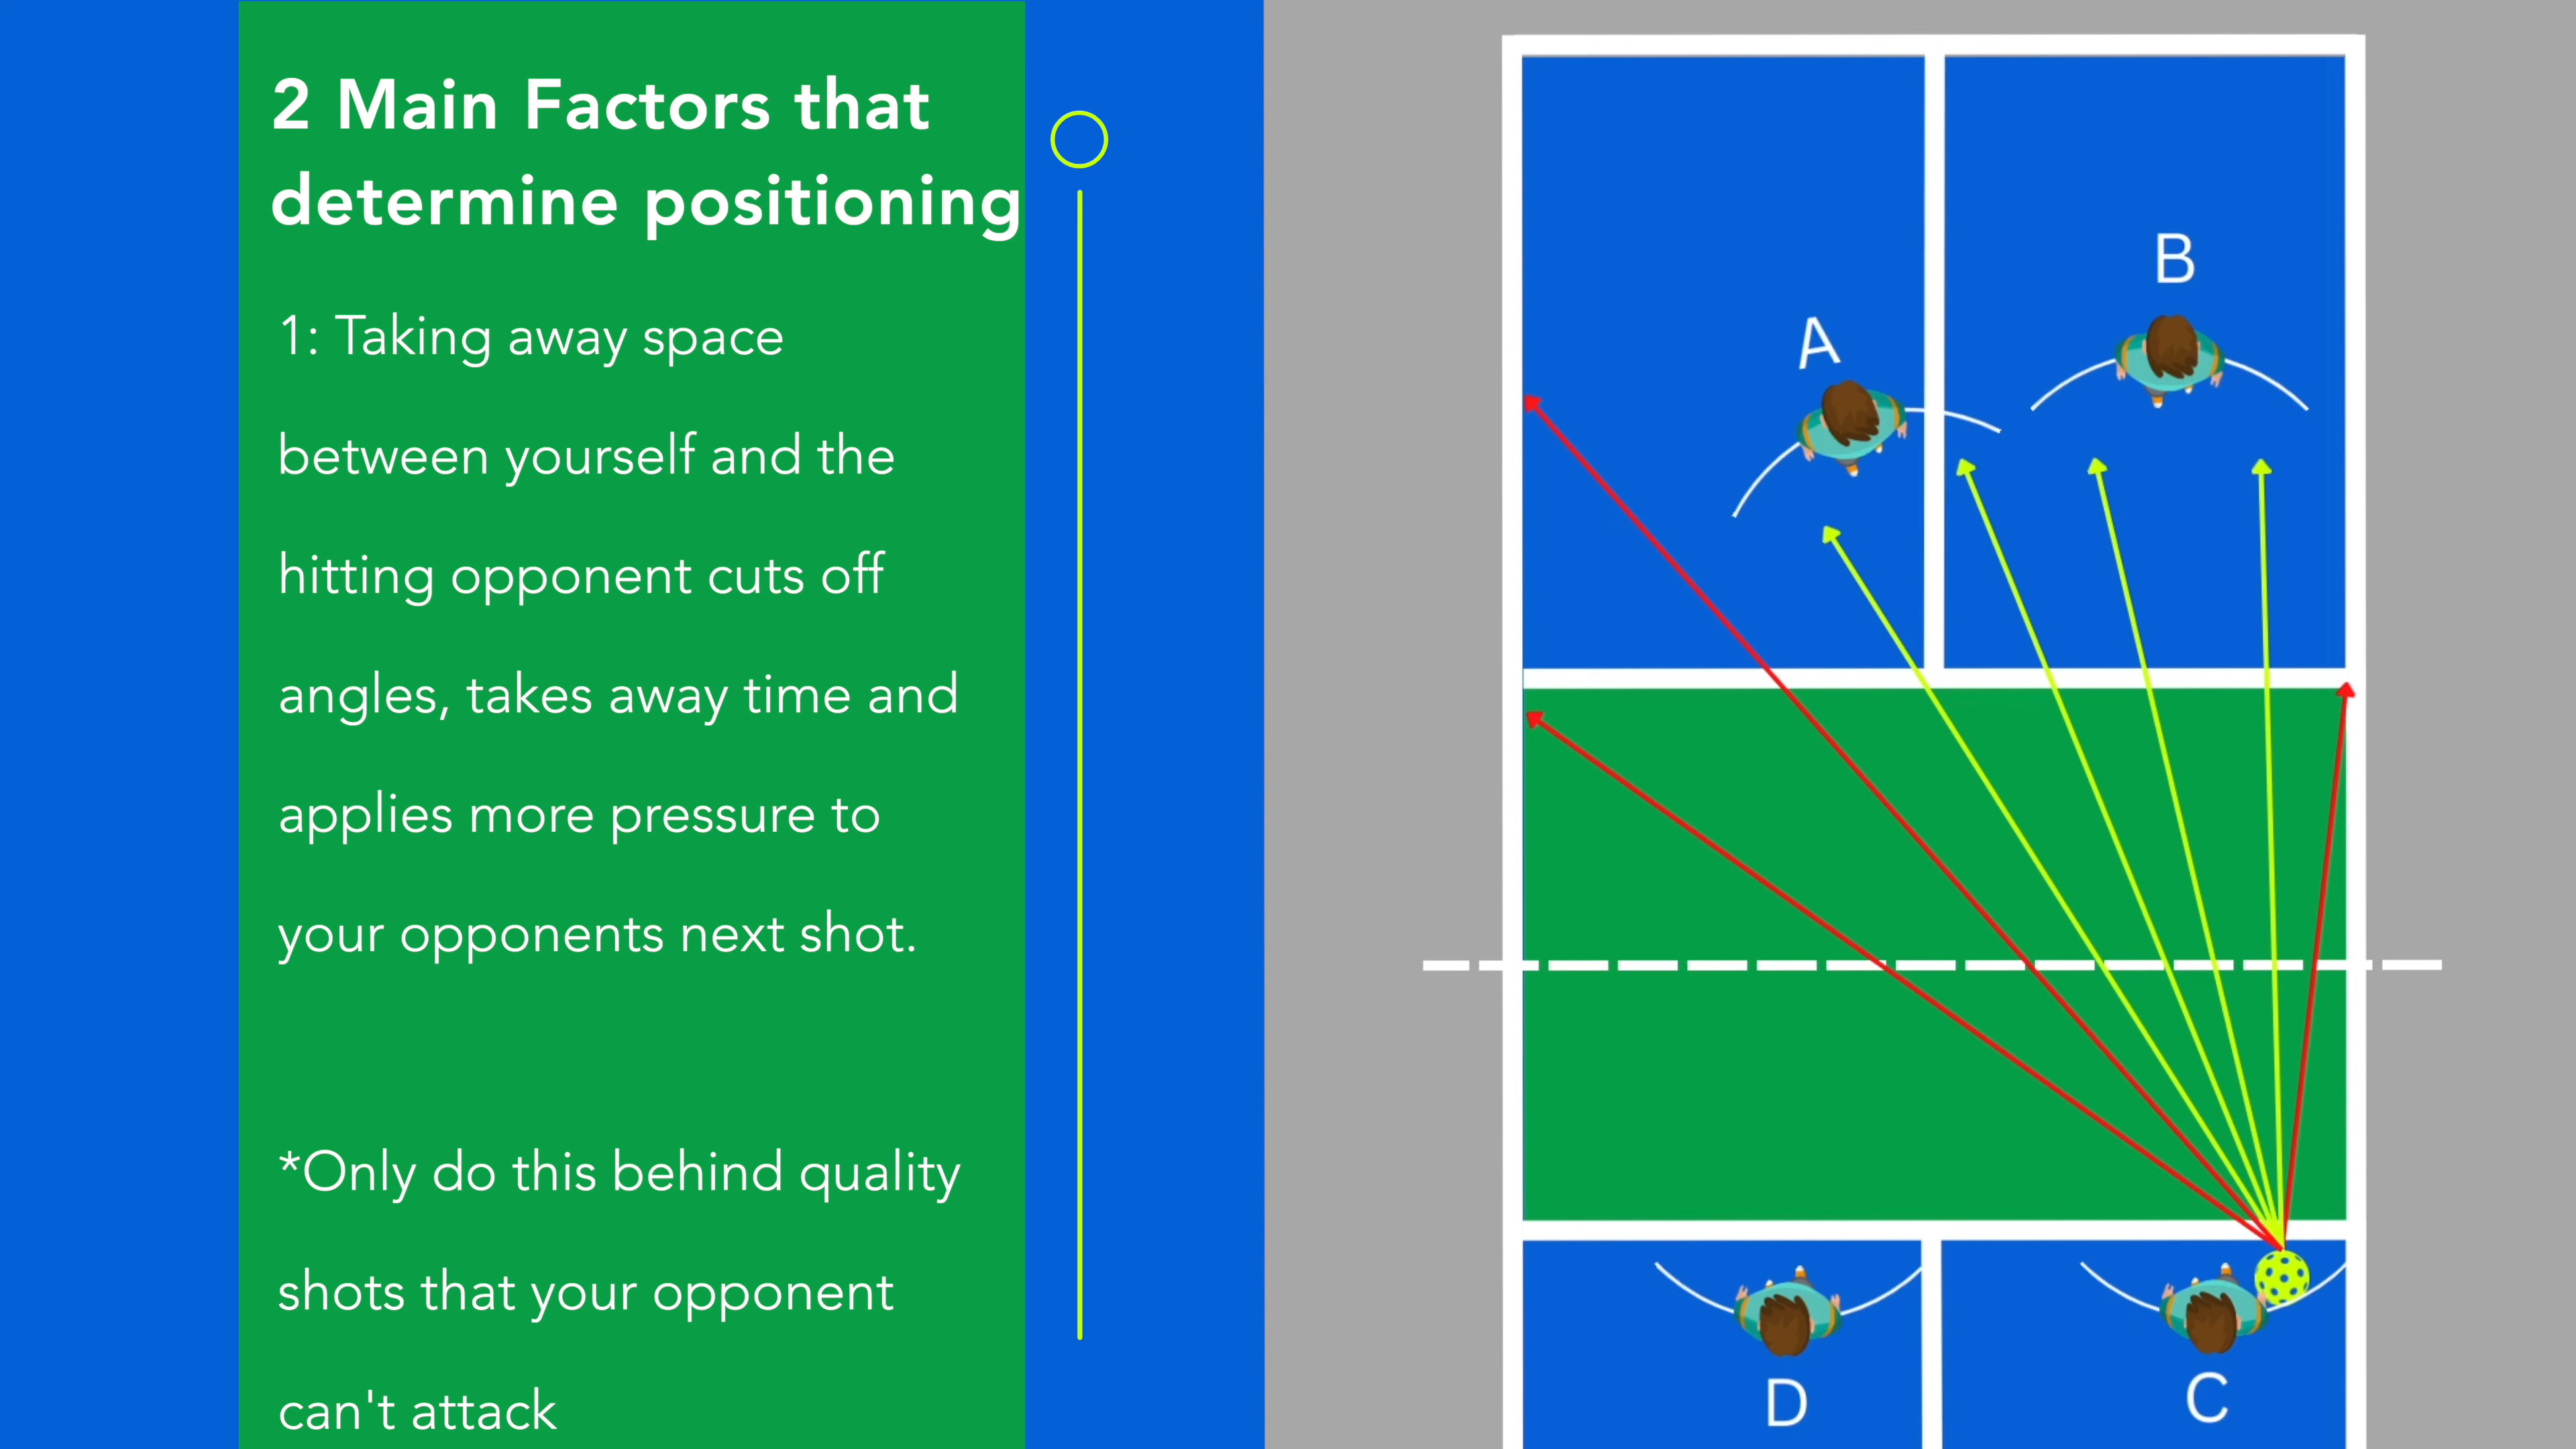 2 Main Factors that
determine positioning
1: Taking away space
between yourself and the
hitting opponent cuts off
angles, takes away time and
applies more pressure to
your opponents next shot.
*Only do this behind quality
shots that your opponent
can't attack
B
A
D
C